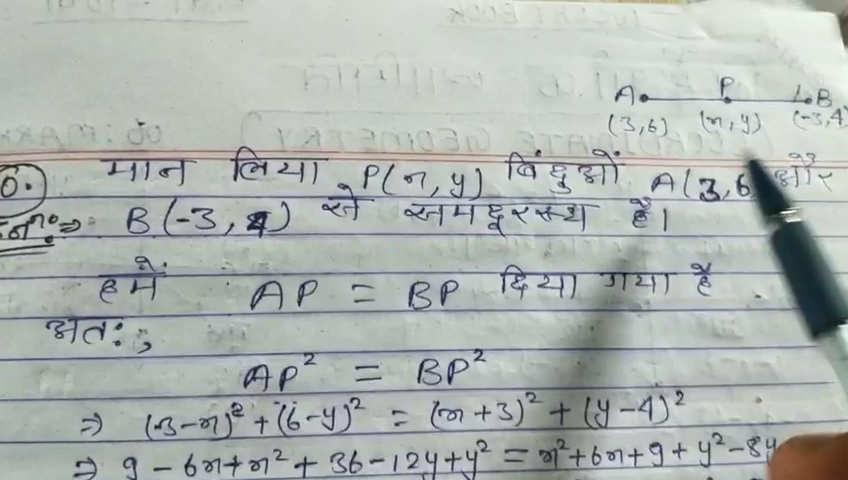 A P B
(3,6) (x,y) (-3,4)
मान लिया P(x,y) बिंदुओं A(3,6) और
B(-3,4) से समदूरस्थ है।
हमें AP = BP दिया गया है
अतः,
AP² = BP²
⇒ (3-x)² + (6-y)² = (x+3)² + (y-4)²
⇒ 9 - 6x + x² + 36 - 12y + y² = x² + 6x + 9 + y² - 8y